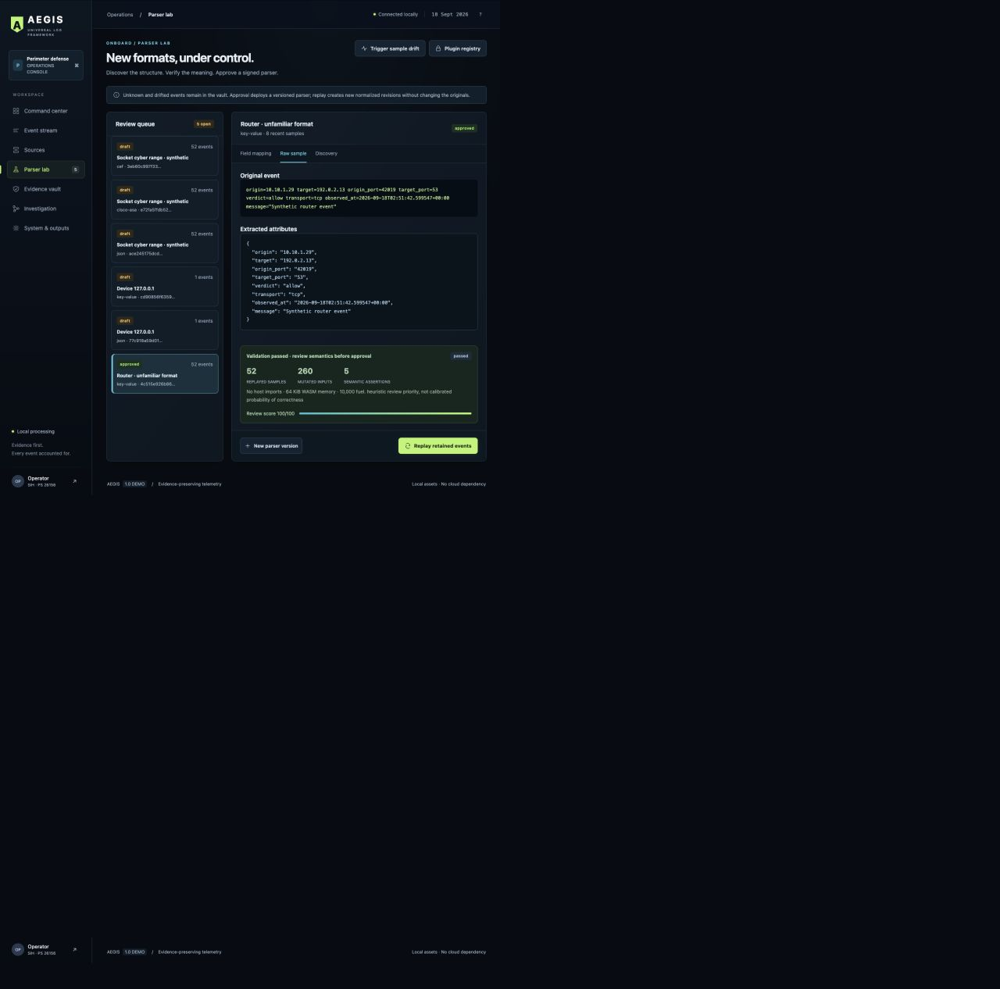 AEGIS
UNIVERSAL LOG
FRAMEWORK
P
Perimeter defense
OPERATIONS
CONSOLE
⌘
WORKSPACE
Command center
Event stream
Sources
Parser lab
5
Evidence vault
Investigation
System & outputs
Local processing
Evidence first.
Every event accounted for.
OP
Operator
SIH · PS 26156
↗
Operations / Parser lab
Connected locally
18 Sept 2026
?
ONBOARD / PARSER LAB
New formats, under control.
Discover the structure. Verify the meaning. Approve a signed parser.
Trigger sample drift
Plugin registry
Unknown and drifted events remain in the vault. Approval deploys a versioned parser; replay creates new normalized revisions without changing the originals.
Review queue
5 open
draft
52 events
Socket cyber range · synthetic
cef · 3eb60c997f33...
draft
52 events
Socket cyber range · synthetic
cisco-asa · e72fa5ffdb52...
draft
52 events
Socket cyber range · synthetic
json · ace245175dcd...
draft
1 events
Device 127.0.0.1
key-value · cd90856f6359...
draft
1 events
Device 127.0.0.1
json · 77c918a59d01...
approved
52 events
Router · unfamiliar format
key-value · 4c515e926b86...
Router · unfamiliar format
key-value · 8 recent samples
approved
Field mapping
Raw sample
Discovery
Original event
origin=10.10.1.29 target=192.0.2.13 origin_port=42019 target_port=53
verdict=allow transport=tcp observed_at=2026-09-18T02:51:42.599547+00:00
message="Synthetic router event"
Extracted attributes
{
"origin": "10.10.1.29",
"target": "192.0.2.13",
"origin_port": "42019",
"target_port": "53",
"verdict": "allow",
"transport": "tcp",
"observed_at": "2026-09-18T02:51:42.599547+00:00",
"message": "Synthetic router event"
}
Validation passed · review semantics before approval
passed
52
260
5
REPLAYED SAMPLES
MUTATED INPUTS
SEMANTIC ASSERTIONS
No host imports · 64 KiB WASM memory · 10,000 fuel. heuristic review priority, not calibrated
probability of correctness
Review score 100/100
New parser version
Replay retained events
AEGIS 1.0 DEMO / Evidence-preserving telemetry
Local assets · No cloud dependency
OP
Operator
SIH · PS 26156
↗
AEGIS 1.0 DEMO / Evidence-preserving telemetry
Local assets · No cloud dependency